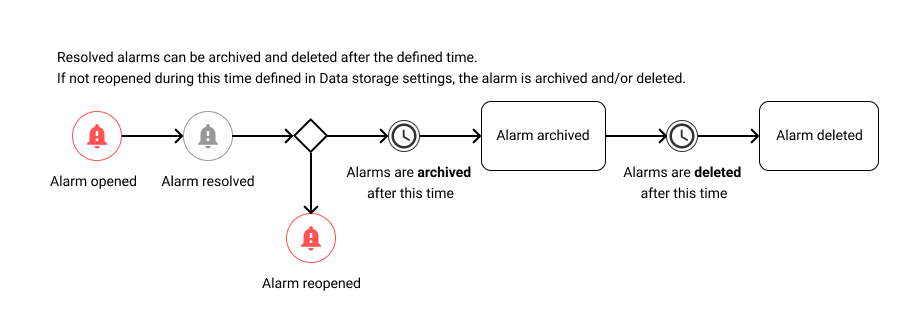 Resolved alarms can be archived and deleted after the defined time.
If not reopened during this time defined in Data storage settings, the alarm is archived and/or deleted.
Alarm opened
Alarm resolved
Alarms are archived
after this time
Alarm archived
Alarms are deleted
after this time
Alarm deleted
Alarm reopened